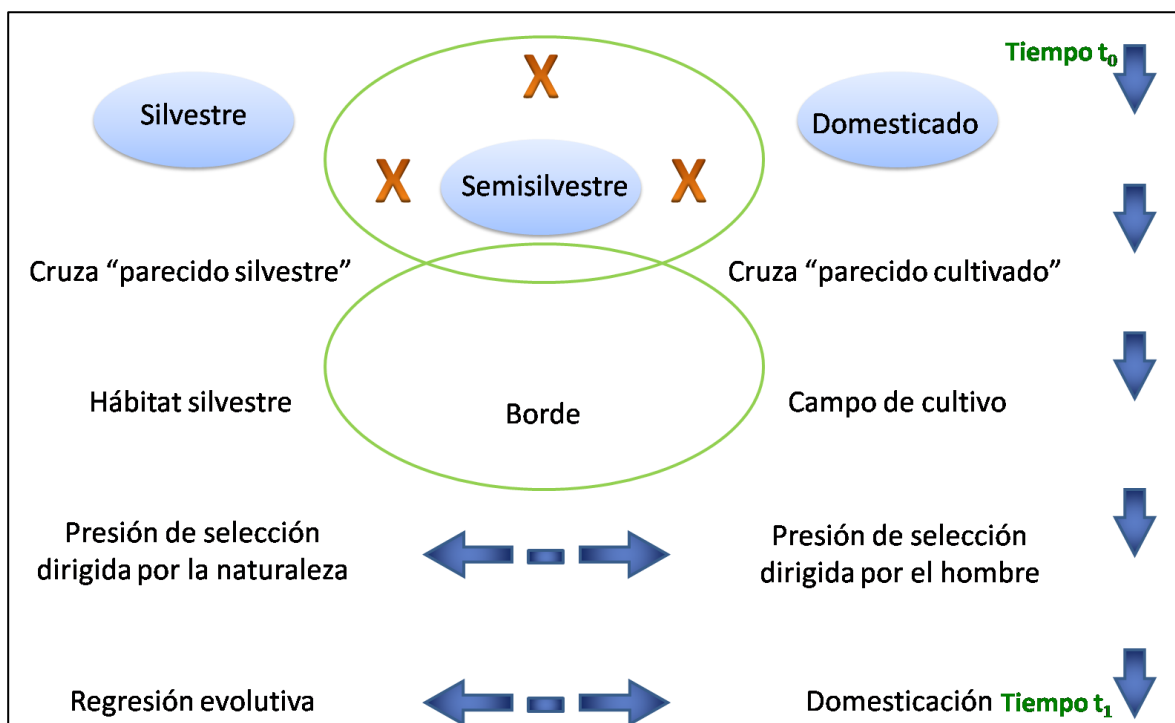 Tiempo t₀
X
Silvestre
Domesticado
X
Semisilvestre
X
Cruza “parecido silvestre”
Cruza “parecido cultivado”
Hábitat silvestre
Borde
Campo de cultivo
Presión de selección
dirigida por la naturaleza
Presión de selección
dirigida por el hombre
Regresión evolutiva
Domesticación
Tiempo t₁